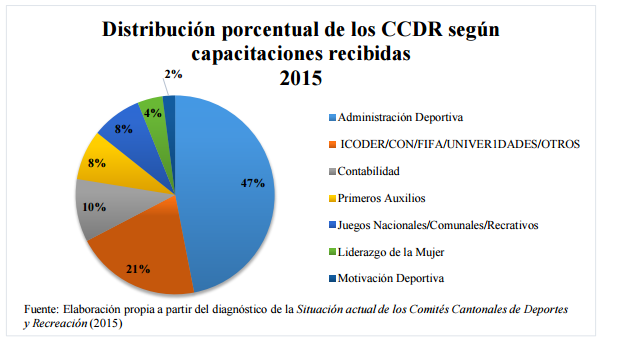 Distribución porcentual de los CCDR según
capacitaciones recibidas
2015
2%
4%
8%
8%
10%
21%
47%
Administración Deportiva
ICODER/CON/FIFA/UNIVER1DADES/OTROS
Contabilidad
Primeros Auxilios
Juegos Nacionales/Comunales/Recrativos
Liderazgo de la Mujer
Motivación Deportiva
Fuente: Elaboración propia a partir del diagnóstico de la Situación actual de los Comités Cantonales de Deportes
y Recreación (2015)